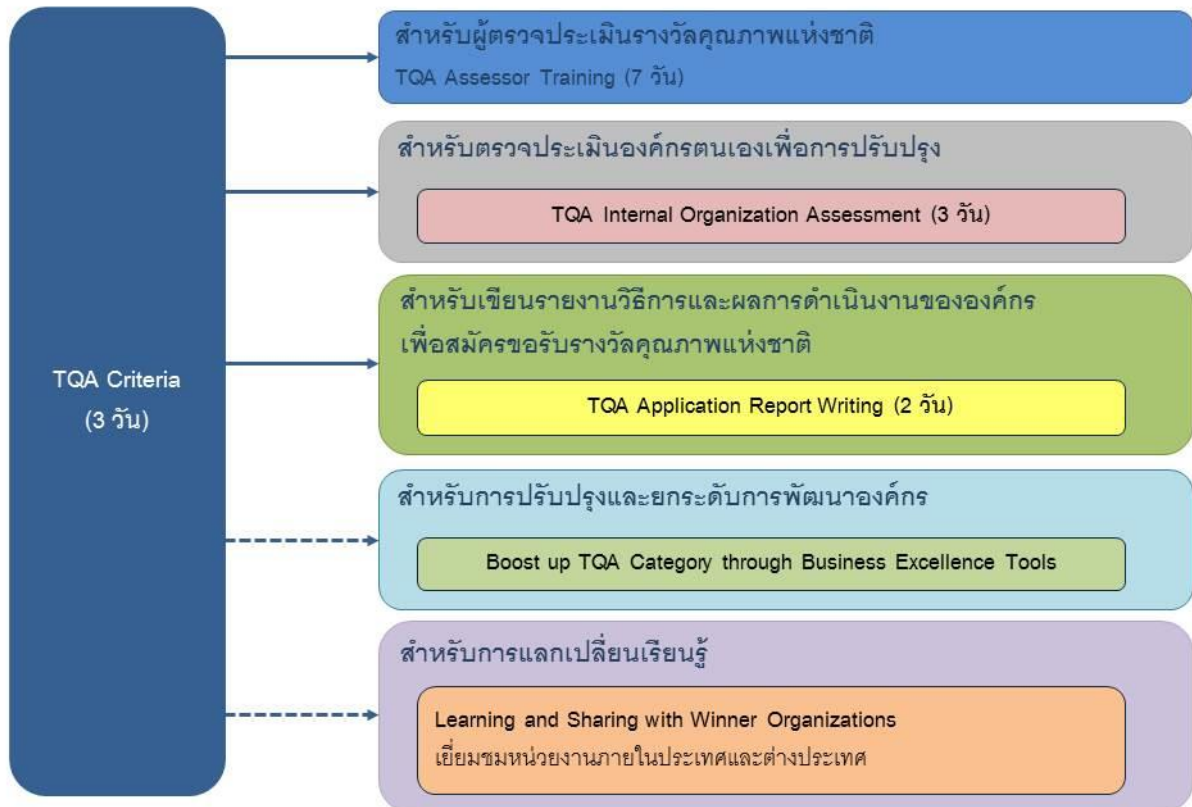 TQA Criteria
(3 วัน)
สำหรับผู้ตรวจประเมินรางวัลคุณภาพแห่งชาติ
TQA Assessor Training (7 วัน)
สำหรับตรวจประเมินองค์กรตนเองเพื่อการปรับปรุง
TQA Internal Organization Assessment (3 วัน)
สำหรับเขียนรายงานวิธีการและผลการดำเนินงานขององค์กร
เพื่อสมัครขอรับรางวัลคุณภาพแห่งชาติ
TQA Application Report Writing (2 วัน)
สำหรับการปรับปรุงและยกระดับการพัฒนาองค์กร
Boost up TQA Category through Business Excellence Tools
สำหรับการแลกเปลี่ยนเรียนรู้
Learning and Sharing with Winner Organizations
เยี่ยมชมหน่วยงานภายในประเทศและต่างประเทศ